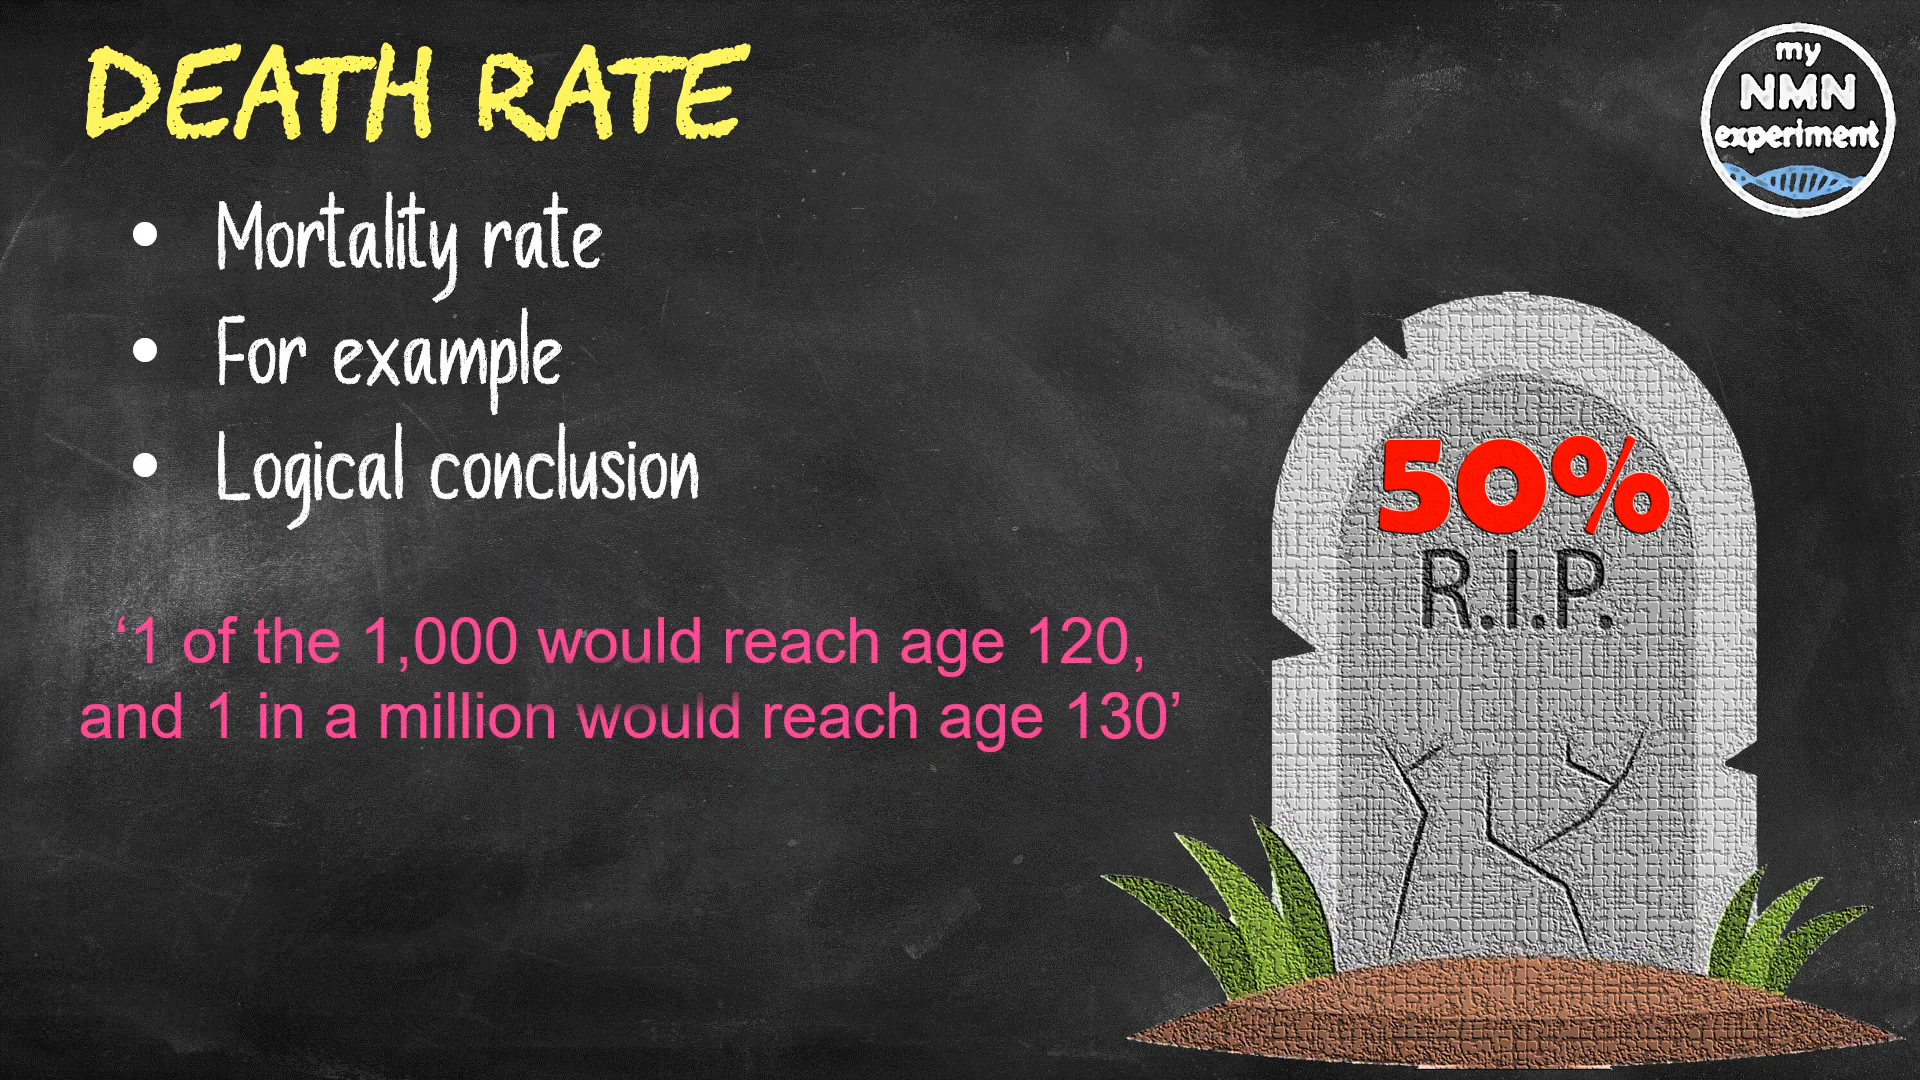 DEATH RATE
my
NMN
experiment
• Mortality rate
• For example
• Logical conclusion
50%
R.I.P.
‘1 of the 1,000 would reach age 120,
and 1 in a million would reach age 130’